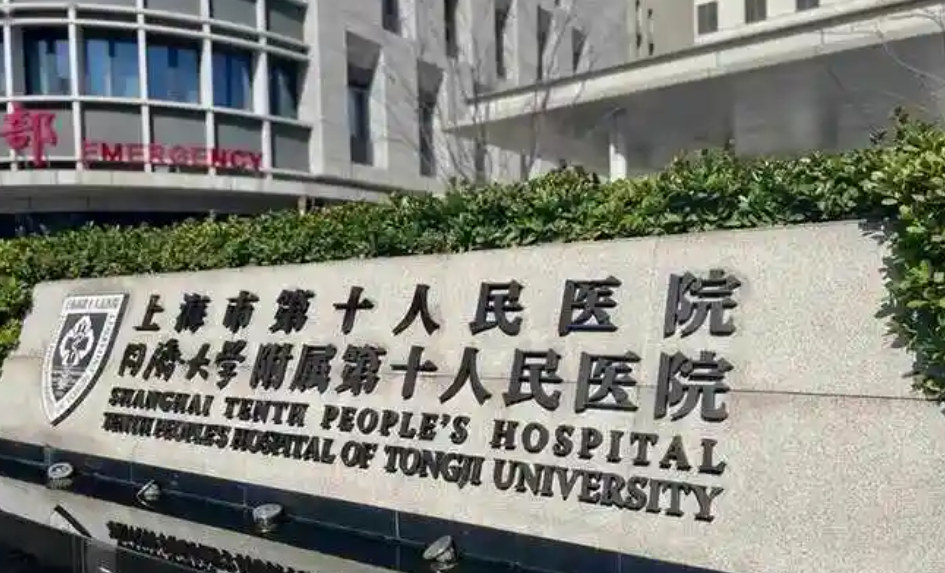 部
EMERGENCY
上海市第十人民医院
同济大学附属第十人民医院
SHANGHAI TENTH PEOPLE'S HOSPITAL
TENTH PEOPLE'S HOSPITAL OF TONGJI UNIVERSITY